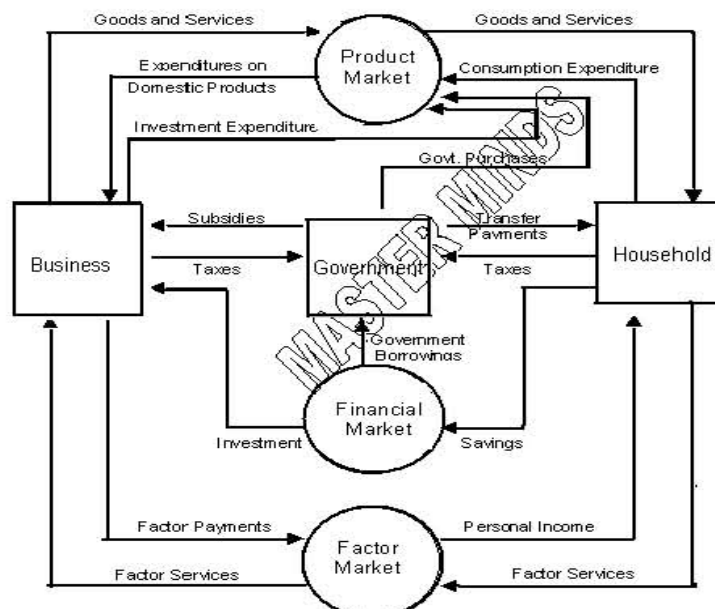 Goods and Services
Goods and Services
Product
Market
Expenditures on
Domestic Products
Consumption Expenditure
Investment Expenditure
Govt. Purchases
Subsidies
Transfer
Payments
Business
Government
Household
Taxes
Taxes
Government
Borrowings
Financial
Market
Investment
Savings
Factor Payments
Personal Income
Factor
Market
Factor Services
Factor Services
MASTER MINDS